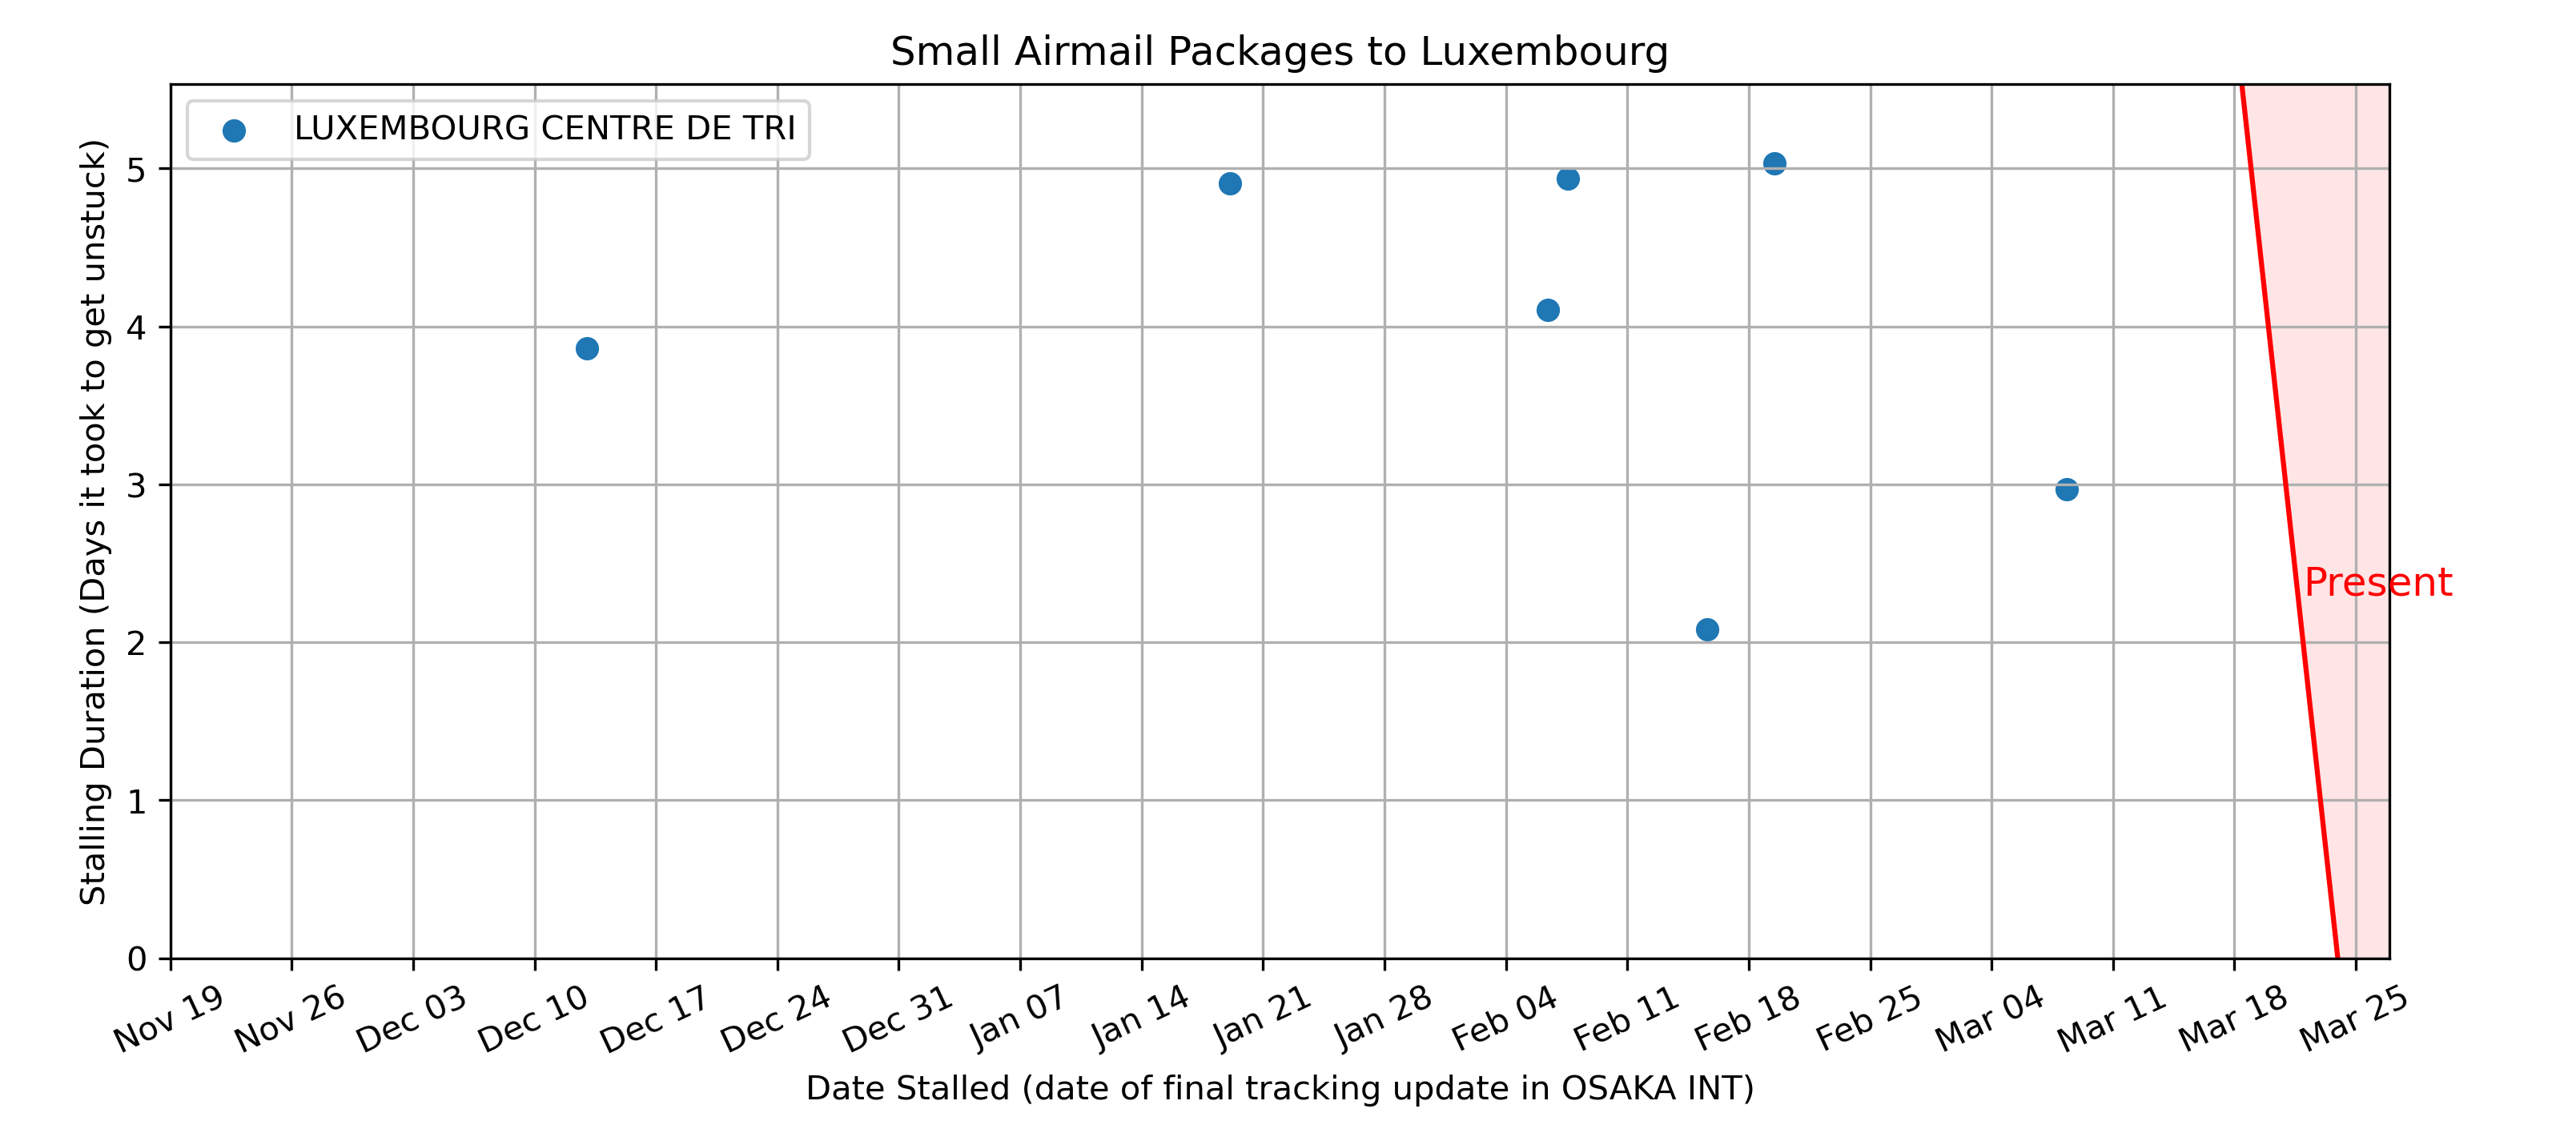 Small Airmail Packages to Luxembourg
LUXEMBOURG CENTRE DE TRI
Stalling Duration (Days it took to get unstuck)
5
4
3
2
1
0
Present
Nov 19
Nov 26
Dec 03
Dec 10
Dec 17
Dec 24
Dec 31
Jan 07
Jan 14
Jan 21
Jan 28
Feb 04
Feb 11
Feb 18
Feb 25
Mar 04
Mar 11
Mar 18
Mar 25
Date Stalled (date of final tracking update in OSAKA INT)